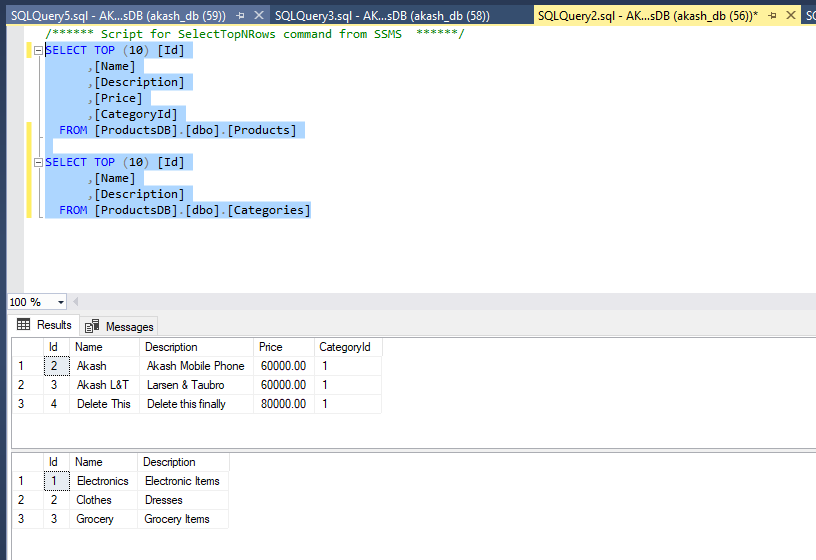 SQLQuery5.sql - AK...sDB (akash_db (59)) SQLQuery3.sql - AK...sDB (akash_db (58)) SQLQuery2.sql - AK...sDB (akash_db (56))* SQ
/****** Script for SelectTopNRows command from SSMS  ******/
SELECT TOP (10) [Id]
,[Name]
,[Description]
,[Price]
,[CategoryId]
FROM [ProductsDB].[dbo].[Products]
SELECT TOP (10) [Id]
,[Name]
,[Description]
FROM [ProductsDB].[dbo].[Categories]
100 %
Results Messages
Id Name Description Price CategoryId
1 2 Akash Akash Mobile Phone 60000.00 1
2 3 Akash L&T Larsen & Taubro 60000.00 1
3 4 Delete This Delete this finally 80000.00 1
Id Name Description
1 1 Electronics Electronic Items
2 2 Clothes Dresses
3 3 Grocery Grocery Items